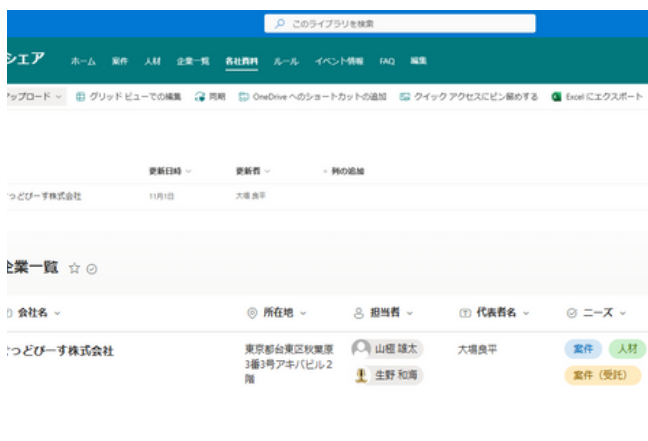 このライブラリを検索
シェア ホーム 案件 人材 企業一覧 各社資料 ルール イベント情報 FAQ 編集
アップロード グリッド ビューでの編集 同期 OneDrive へのショートカットの追加 クイック アクセスにピン留めする Excel にエクスポート
更新日時 更新者 + 列の追加
っどぴーす株式会社 11月1日 大場 良平
企業一覧
会社名 所在地 担当者 代表者名 ニーズ
っどぴーす株式会社 東京都台東区秋葉原 山極 雄太 大場良平 案件 人材
3番3号アキバビル2 生野 和海 案件（受託）
階